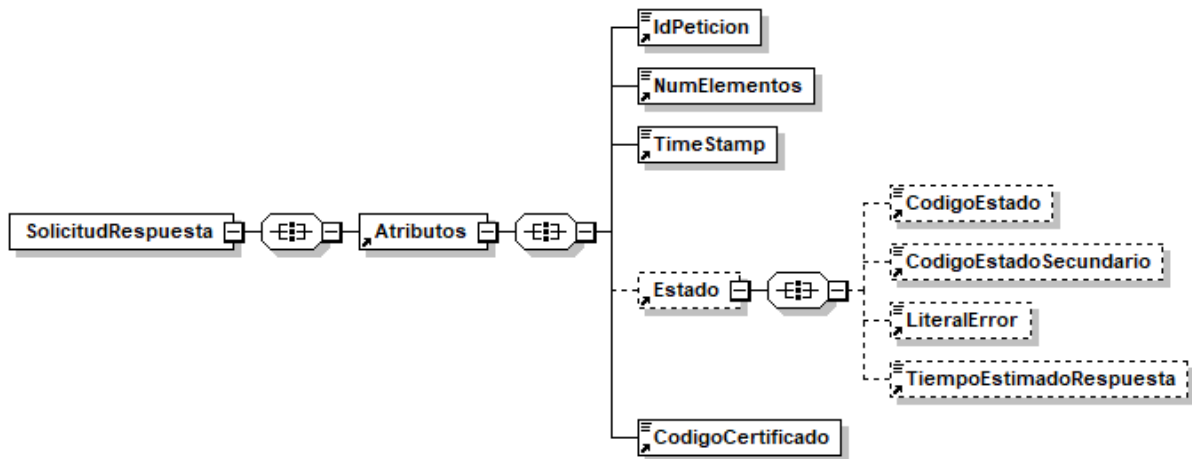 IdPeticion
NumElementos
TimeStamp
SolicitudRespuesta
Atributos
Estado
CodigoEstado
CodigoEstadoSecundario
LiteralError
TiempoEstimadoRespuesta
CodigoCertificado